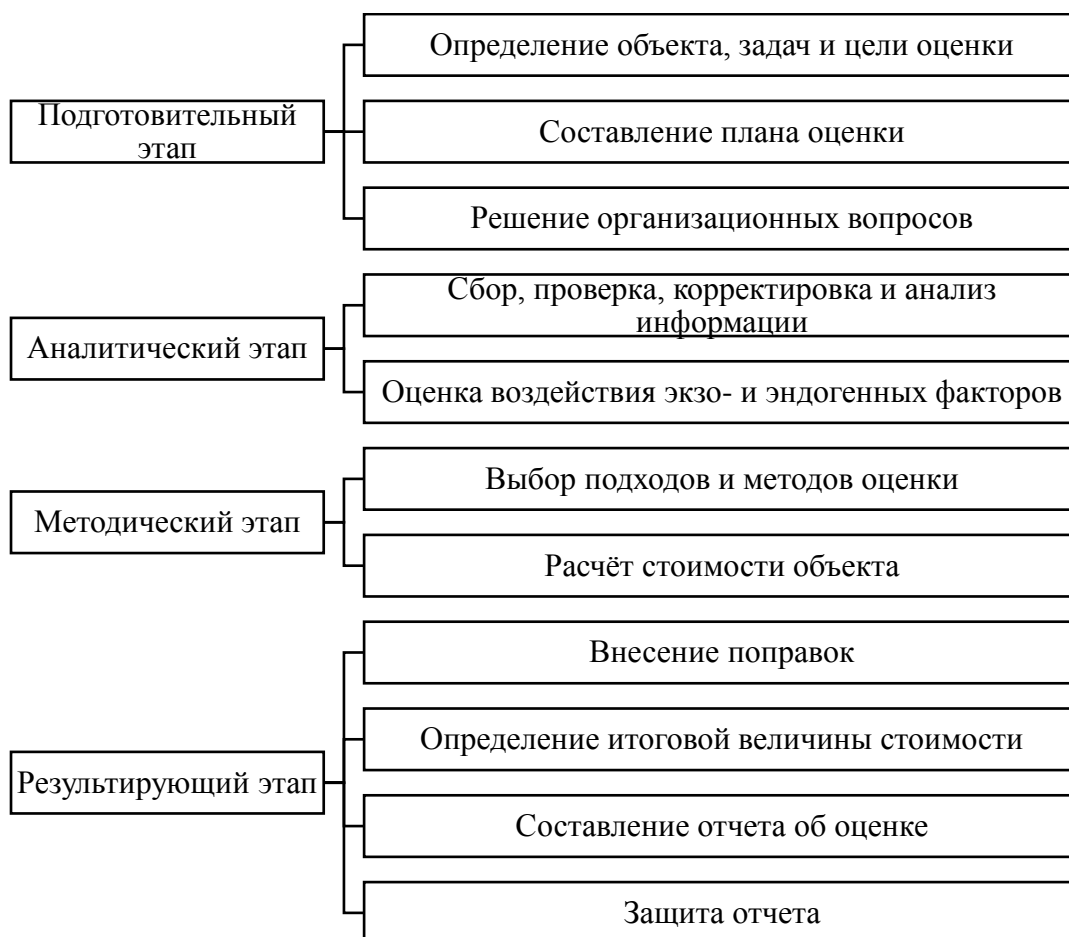 Подготовительный
этап
Определение объекта, задач и цели оценки
Составление плана оценки
Решение организационных вопросов
Аналитический этап
Сбор, проверка, корректировка и анализ
информации
Оценка воздействия экзо- и эндогенных факторов
Методический этап
Выбор подходов и методов оценки
Расчёт стоимости объекта
Результирующий этап
Внесение поправок
Определение итоговой величины стоимости
Составление отчета об оценке
Защита отчета